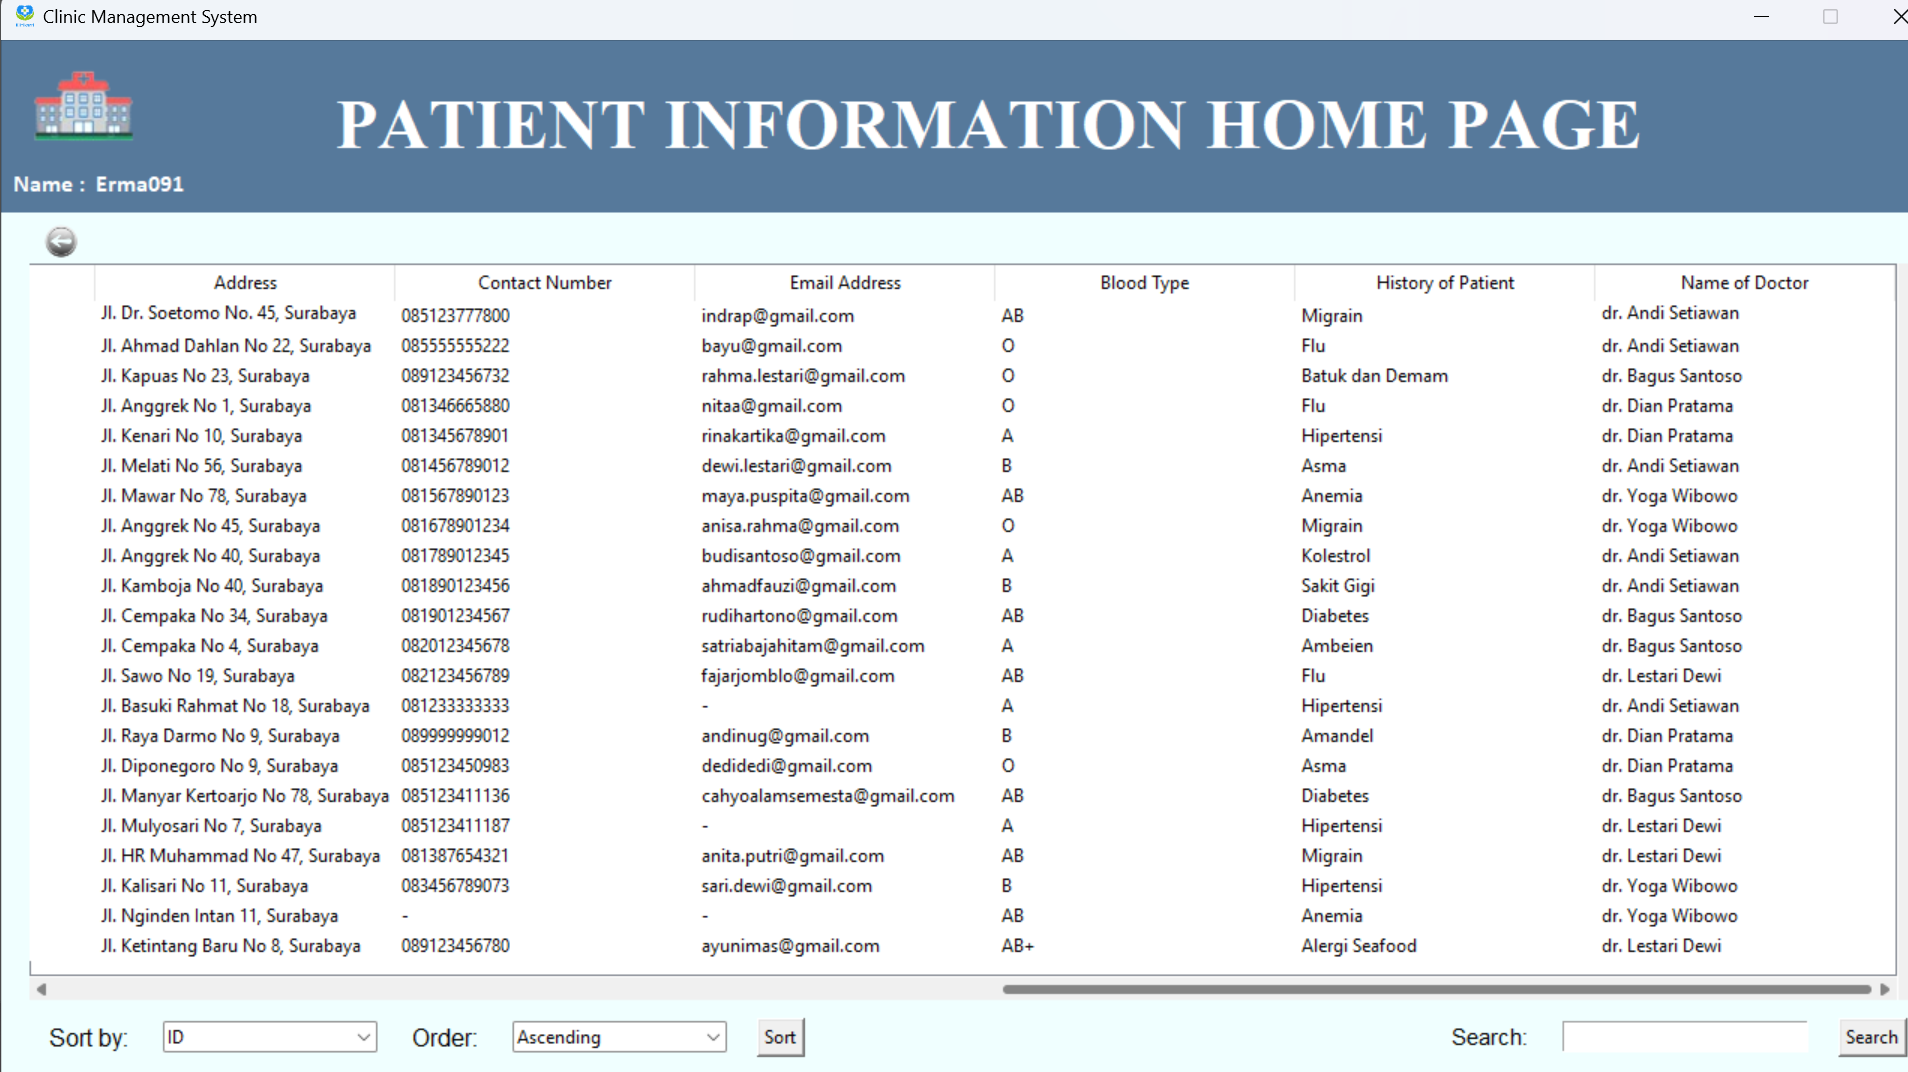 Clinic Management System
PATIENT INFORMATION HOME PAGE
Name : Erma091
Address Contact Number Email Address Blood Type History of Patient Name of Doctor
Jl. Dr. Soetomo No. 45, Surabaya 085123777800 indrap@gmail.com AB Migrain dr. Andi Setiawan
Jl. Ahmad Dahlan No 22, Surabaya 085555555222 bayu@gmail.com O Flu dr. Andi Setiawan
Jl. Kapuas No 23, Surabaya 089123456732 rahma.lestari@gmail.com O Batuk dan Demam dr. Bagus Santoso
Jl. Anggrek No 1, Surabaya 081346665880 nitaa@gmail.com O Flu dr. Dian Pratama
Jl. Kenari No 10, Surabaya 081345678901 rinakartika@gmail.com A Hipertensi dr. Dian Pratama
Jl. Melati No 56, Surabaya 081456789012 dewi.lestari@gmail.com B Asma dr. Andi Setiawan
Jl. Mawar No 78, Surabaya 081567890123 maya.puspita@gmail.com AB Anemia dr. Yoga Wibowo
Jl. Anggrek No 45, Surabaya 081678901234 anisa.rahma@gmail.com O Migrain dr. Yoga Wibowo
Jl. Anggrek No 40, Surabaya 081789012345 budisantoso@gmail.com A Kolestrol dr. Andi Setiawan
Jl. Kamboja No 40, Surabaya 081890123456 ahmadfauzi@gmail.com B Sakit Gigi dr. Andi Setiawan
Jl. Cempaka No 34, Surabaya 081901234567 rudihartono@gmail.com AB Diabetes dr. Bagus Santoso
Jl. Cempaka No 4, Surabaya 082012345678 satriabajahitam@gmail.com A Ambeien dr. Bagus Santoso
Jl. Sawo No 19, Surabaya 082123456789 fajarjomblo@gmail.com AB Flu dr. Lestari Dewi
Jl. Basuki Rahmat No 18, Surabaya 081233333333 - A Hipertensi dr. Andi Setiawan
Jl. Raya Darmo No 9, Surabaya 089999999012 andinug@gmail.com B Amandel dr. Dian Pratama
Jl. Diponegoro No 9, Surabaya 085123450983 dedidedi@gmail.com O Asma dr. Dian Pratama
Jl. Manyar Kertoarjo No 78, Surabaya 085123411136 cahyoalamsemesta@gmail.com AB Diabetes dr. Bagus Santoso
Jl. Mulyosari No 7, Surabaya 085123411187 - A Hipertensi dr. Lestari Dewi
Jl. HR Muhammad No 47, Surabaya 081387654321 anita.putri@gmail.com AB Migrain dr. Lestari Dewi
Jl. Kalisari No 11, Surabaya 083456789073 sari.dewi@gmail.com B Hipertensi dr. Yoga Wibowo
Jl. Nginden Intan 11, Surabaya - - AB Anemia dr. Yoga Wibowo
Jl. Ketintang Baru No 8, Surabaya 089123456780 ayunimas@gmail.com AB+ Alergi Seafood dr. Lestari Dewi
Sort by: ID Order: Ascending Sort Search: Search